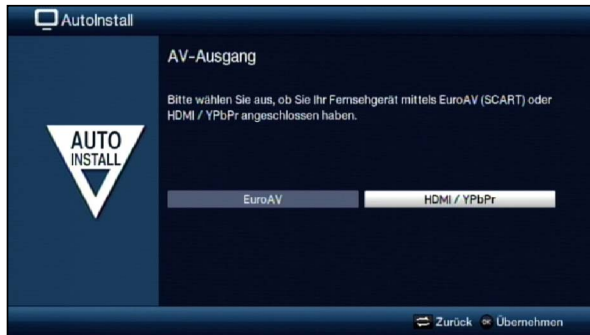 AutoInstall
AV-Ausgang
Bitte wählen Sie aus, ob Sie Ihr Fernsehgerät mittels EuroAV (SCART) oder
HDMI / YPbPr angeschlossen haben.
AUTO
INSTALL
EuroAV
HDMI / YPbPr
Zurück OK Übernehmen